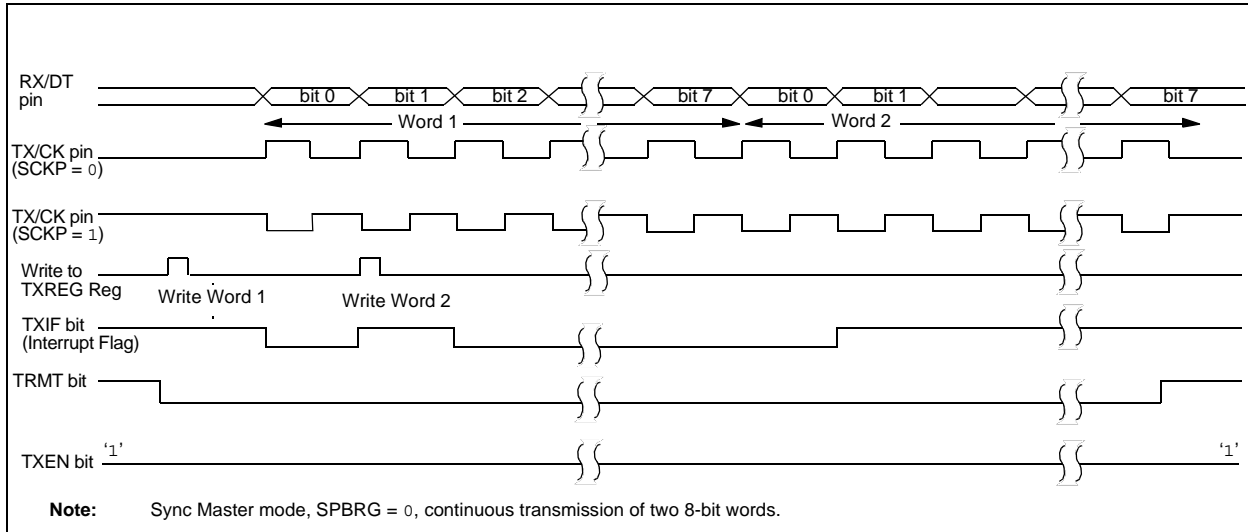 RX/DT
pin
bit 0 bit 1 bit 2 bit 7 bit 0 bit 1 bit 7
Word 1 Word 2
TX/CK pin
(SCKP = 0)
TX/CK pin
(SCKP = 1)
Write to
TXREG Reg
Write Word 1 Write Word 2
TXIF bit
(Interrupt Flag)
TRMT bit
TXEN bit ‘1’ ‘1’
Note: Sync Master mode, SPBRG = 0, continuous transmission of two 8-bit words.